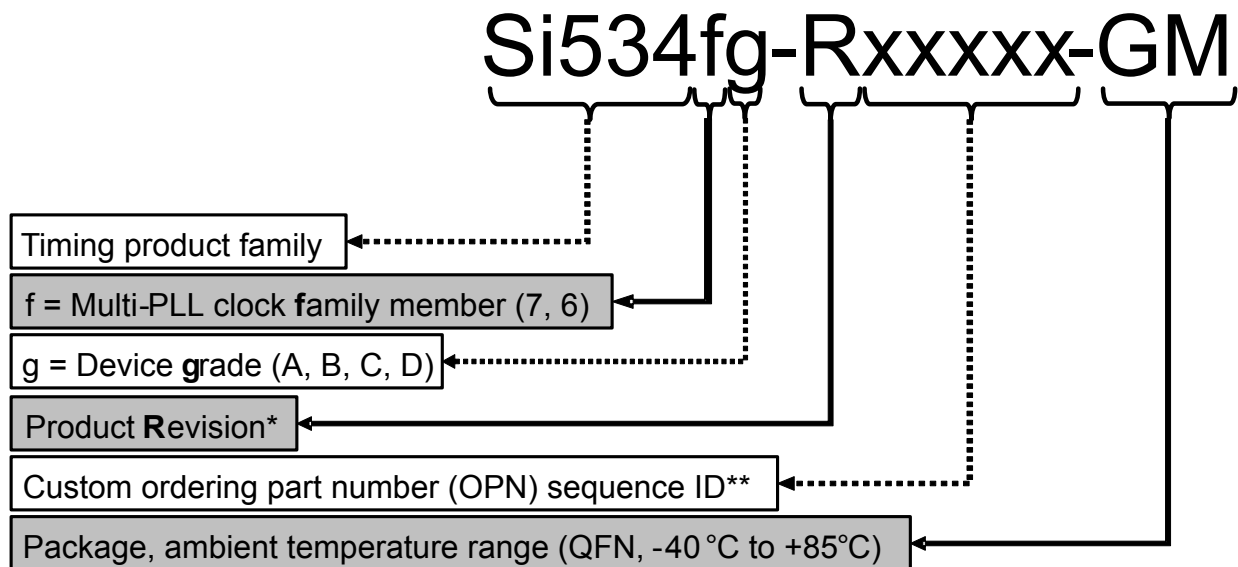 Si534fg-Rxxxxx-GM
Timing product family
f = Multi-PLL clock family member (7, 6)
g = Device grade (A, B, C, D)
Product Revision*
Custom ordering part number (OPN) sequence ID**
Package, ambient temperature range (QFN, -40 °C to +85°C)